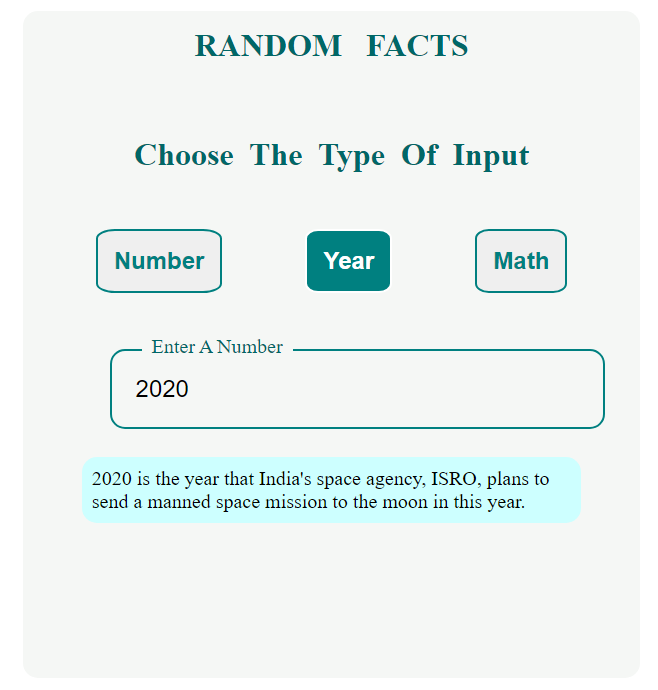 RANDOM FACTS
Choose The Type Of Input
Number Year Math
Enter A Number
2020
2020 is the year that India's space agency, ISRO, plans to
send a manned space mission to the moon in this year.